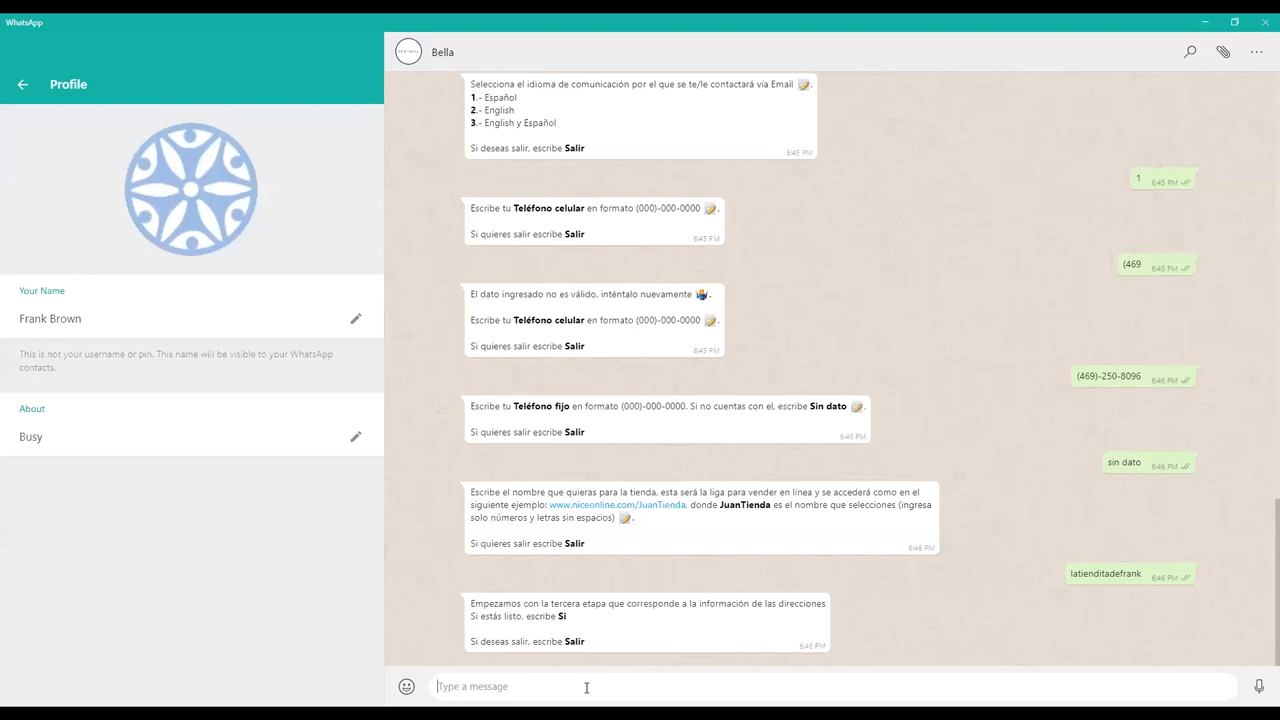 WhatsApp
Profile
Your Name
Frank Brown
This is not your username or pin. This name will be visible to your WhatsApp
contacts.
About
Busy
Bella
Selecciona el idioma de comunicación por el que se te/le contactará vía Email 📝.
1.- Español
2.- English
3.- English y Español
Si deseas salir, escribe Salir
6:45 PM
1
6:45 PM
Escribe tu Teléfono celular en formato (000)-000-0000 📝.
Si quieres salir escribe Salir
6:45 PM
(469
6:45 PM
El dato ingresado no es válido, inténtalo nuevamente 🤷.
Escribe tu Teléfono celular en formato (000)-000-0000 📝.
Si quieres salir escribe Salir
6:45 PM
(469)-250-8096
6:46 PM
Escribe tu Teléfono fijo en formato (000)-000-0000. Si no cuentas con el, escribe Sin dato 📝.
Si quieres salir escribe Salir
6:46 PM
sin dato
6:46 PM
Escribe el nombre que quieras para la tienda, esta será la liga para vender en línea y se accederá como en el
siguiente ejemplo: www.niceonline.com/JuanTienda, donde JuanTienda es el nombre que selecciones (ingresa
solo números y letras sin espacios) 📝.
Si quieres salir escribe Salir
6:46 PM
latienditadefrank
6:46 PM
Empezamos con la tercera etapa que corresponde a la información de las direcciones
Si estás listo, escribe Si
Si deseas salir, escribe Salir
6:46 PM
Type a message